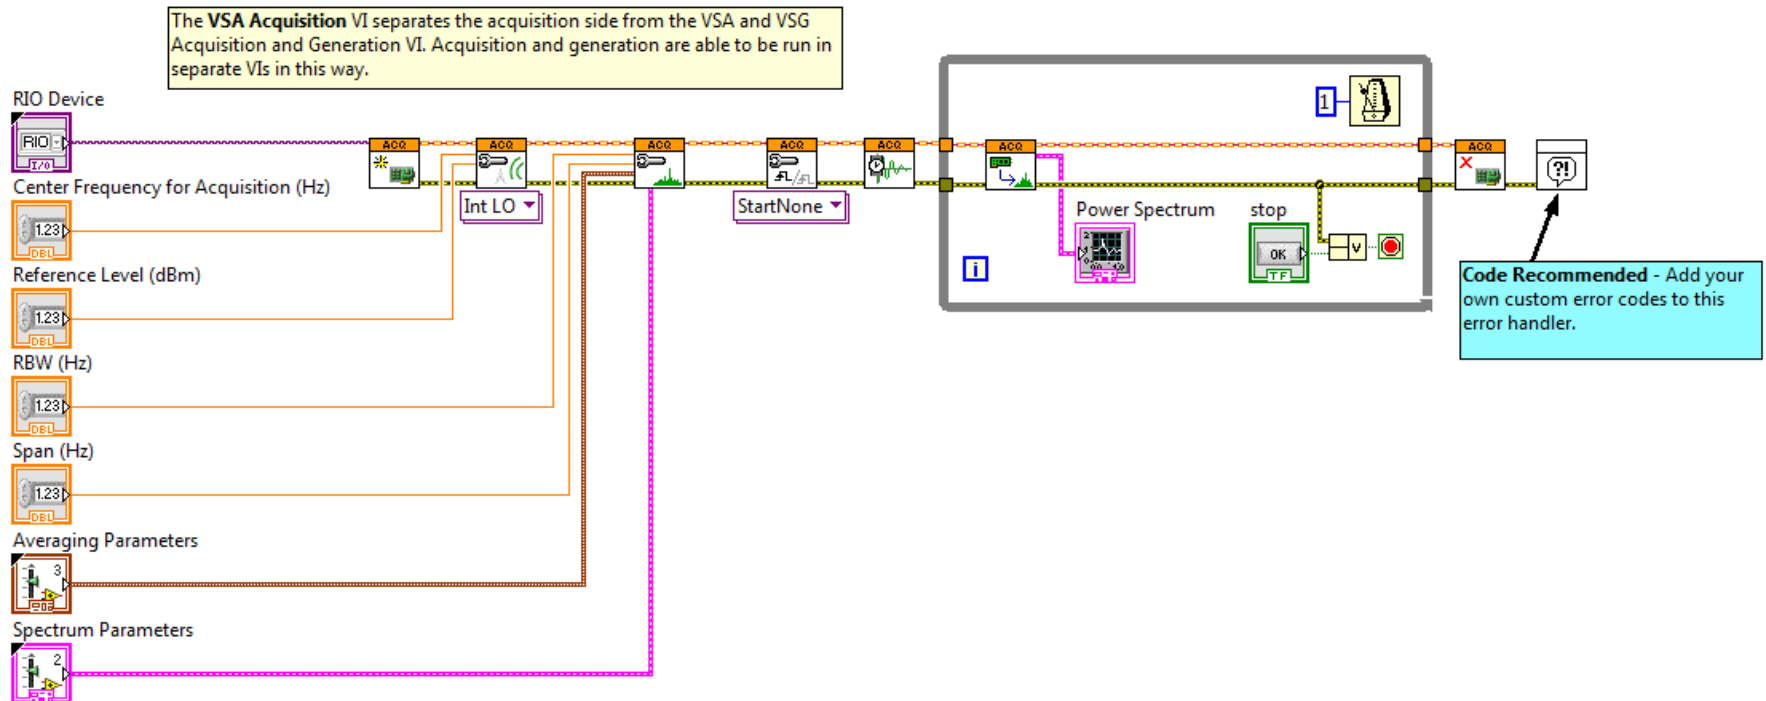 The VSA Acquisition VI separates the acquisition side from the VSA and VSG
Acquisition and Generation VI. Acquisition and generation are able to be run in
separate VIs in this way.
RIO Device
RIO
I/O
ACQ
ACQ
ACQ
ACQ
ACQ
ACQ
ACQ
1
Int LO
StartNone
Center Frequency for Acquisition (Hz)
1.23
DBL
Reference Level (dBm)
1.23
DBL
RBW (Hz)
1.23
DBL
Span (Hz)
1.23
DBL
Averaging Parameters
3
Spectrum Parameters
2
Power Spectrum
stop
OK
TF
V
i
?!
Code Recommended - Add your
own custom error codes to this
error handler.